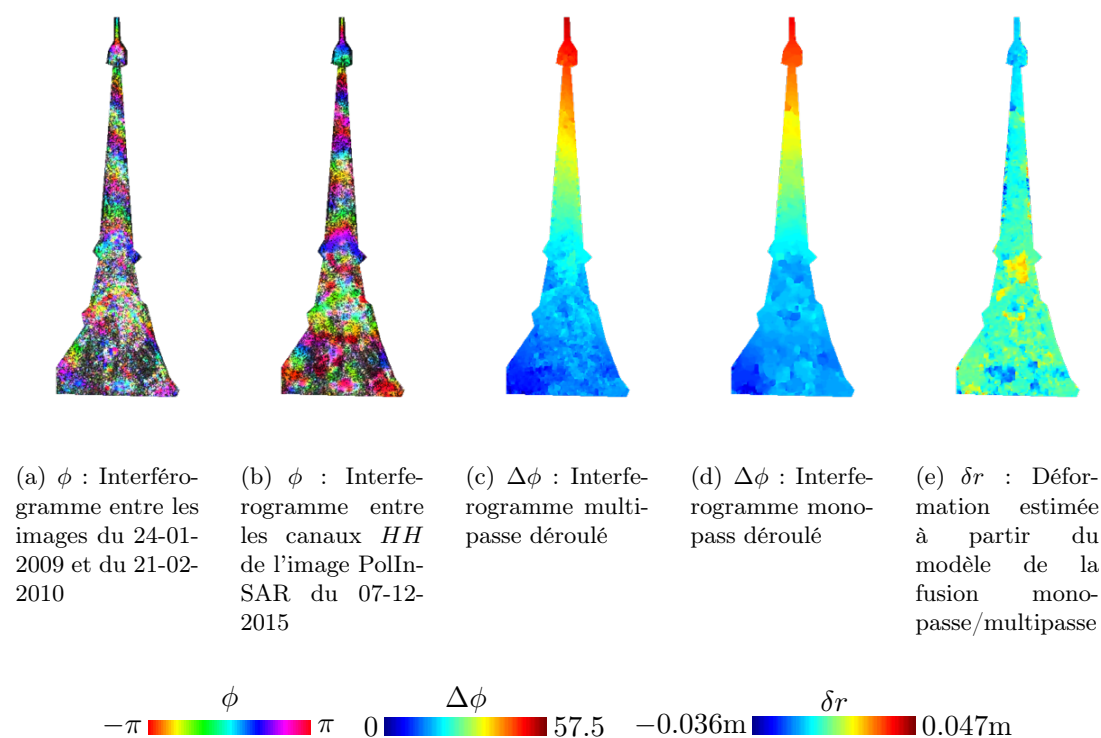 (a) ϕ : Interféro-
gramme entre les
images du 24-01-
2009 et du 21-02-
2010
(b) ϕ : Interfe-
rogramme entre
les canaux HH
de l'image PolIn-
SAR du 07-12-
2015
(c) Δϕ : Interfe-
rogramme multi-
passe déroulé
(d) Δϕ : Interfe-
rogramme mono-
pass déroulé
(e) δr : Défor-
mation estimée
à partir du
modèle de la
fusion mono-
passe/multipasse
ϕ
−π π
Δϕ
0 57.5
δr
−0.036m 0.047m